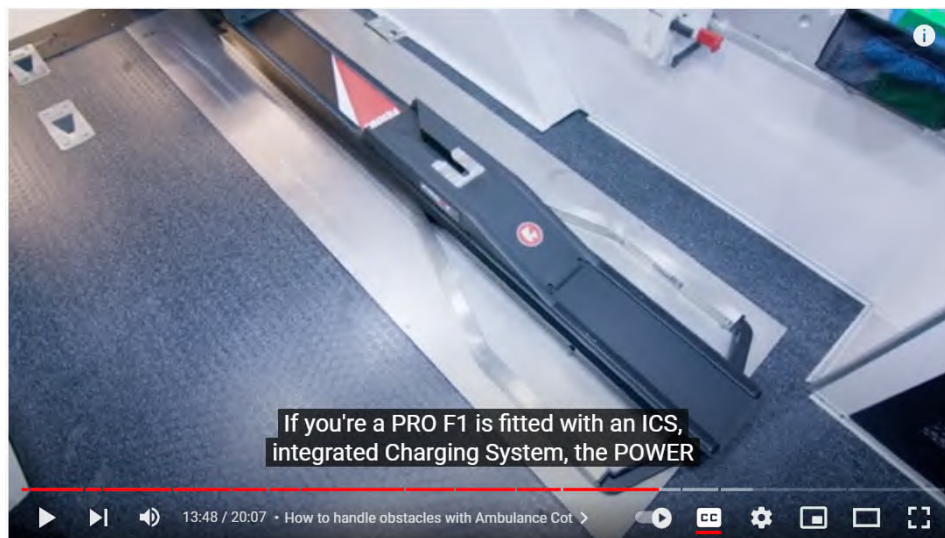 If you're a PRO F1 is fitted with an ICS,
integrated Charging System, the POWER
13:48 / 20:07 • How to handle obstacles with Ambulance Cot
CC